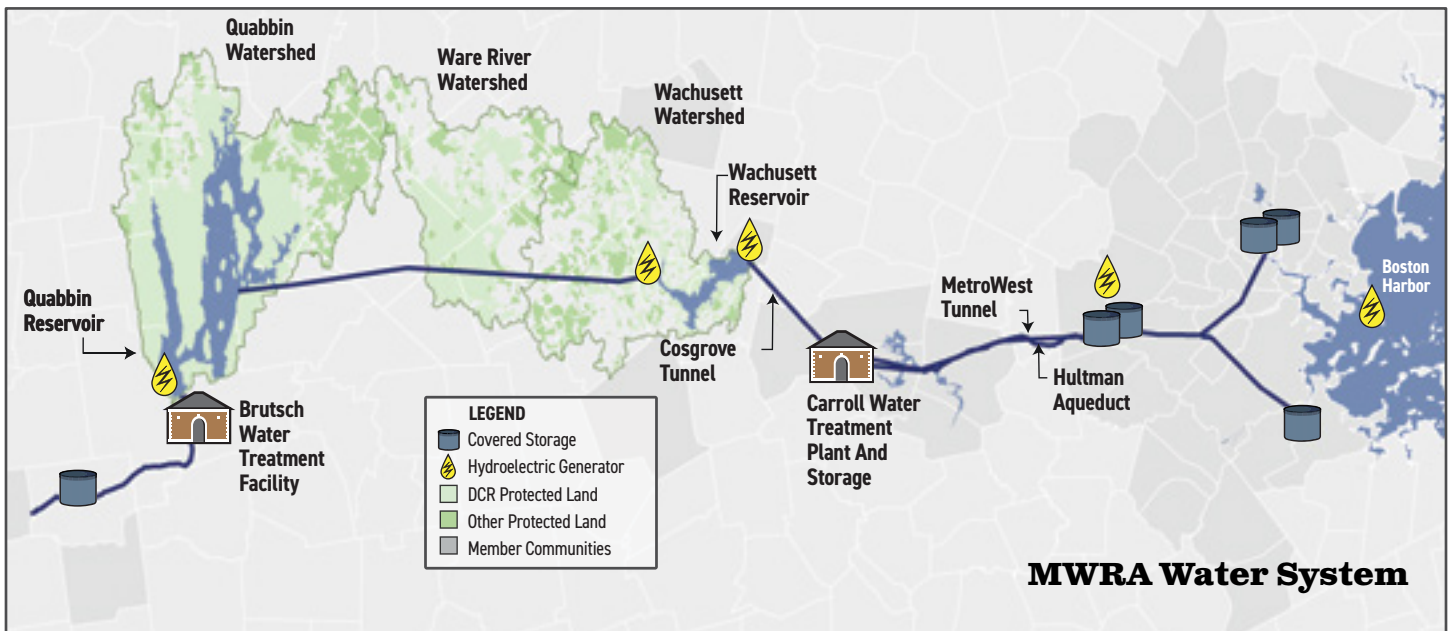 Quabbin
Watershed
Ware River
Watershed
Wachusett
Watershed
Wachusett
Reservoir
Quabbin
Reservoir
MetroWest
Tunnel
Boston
Harbor
Cosgrove
Tunnel
Hultman
Aqueduct
Brutsch
Water
Treatment
Facility
Carroll Water
Treatment
Plant And
Storage
LEGEND
Covered Storage
Hydroelectric Generator
DCR Protected Land
Other Protected Land
Member Communities
MWRA Water System